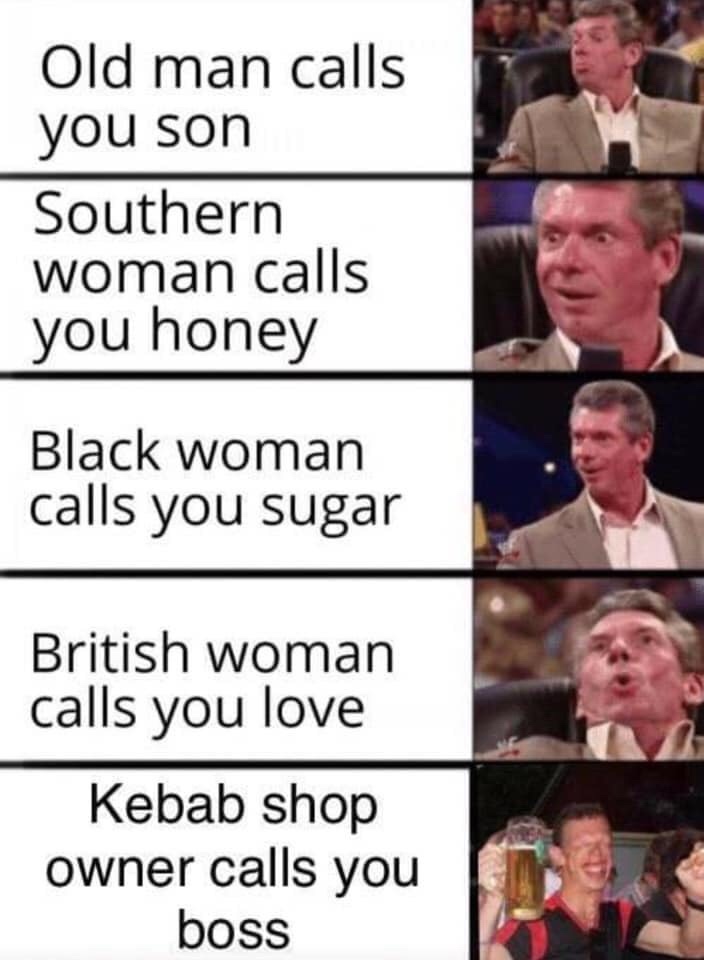 Old man calls
you son
Southern
woman calls
you honey
Black woman
calls you sugar
British woman
calls you love
Kebab shop
owner calls you
boss